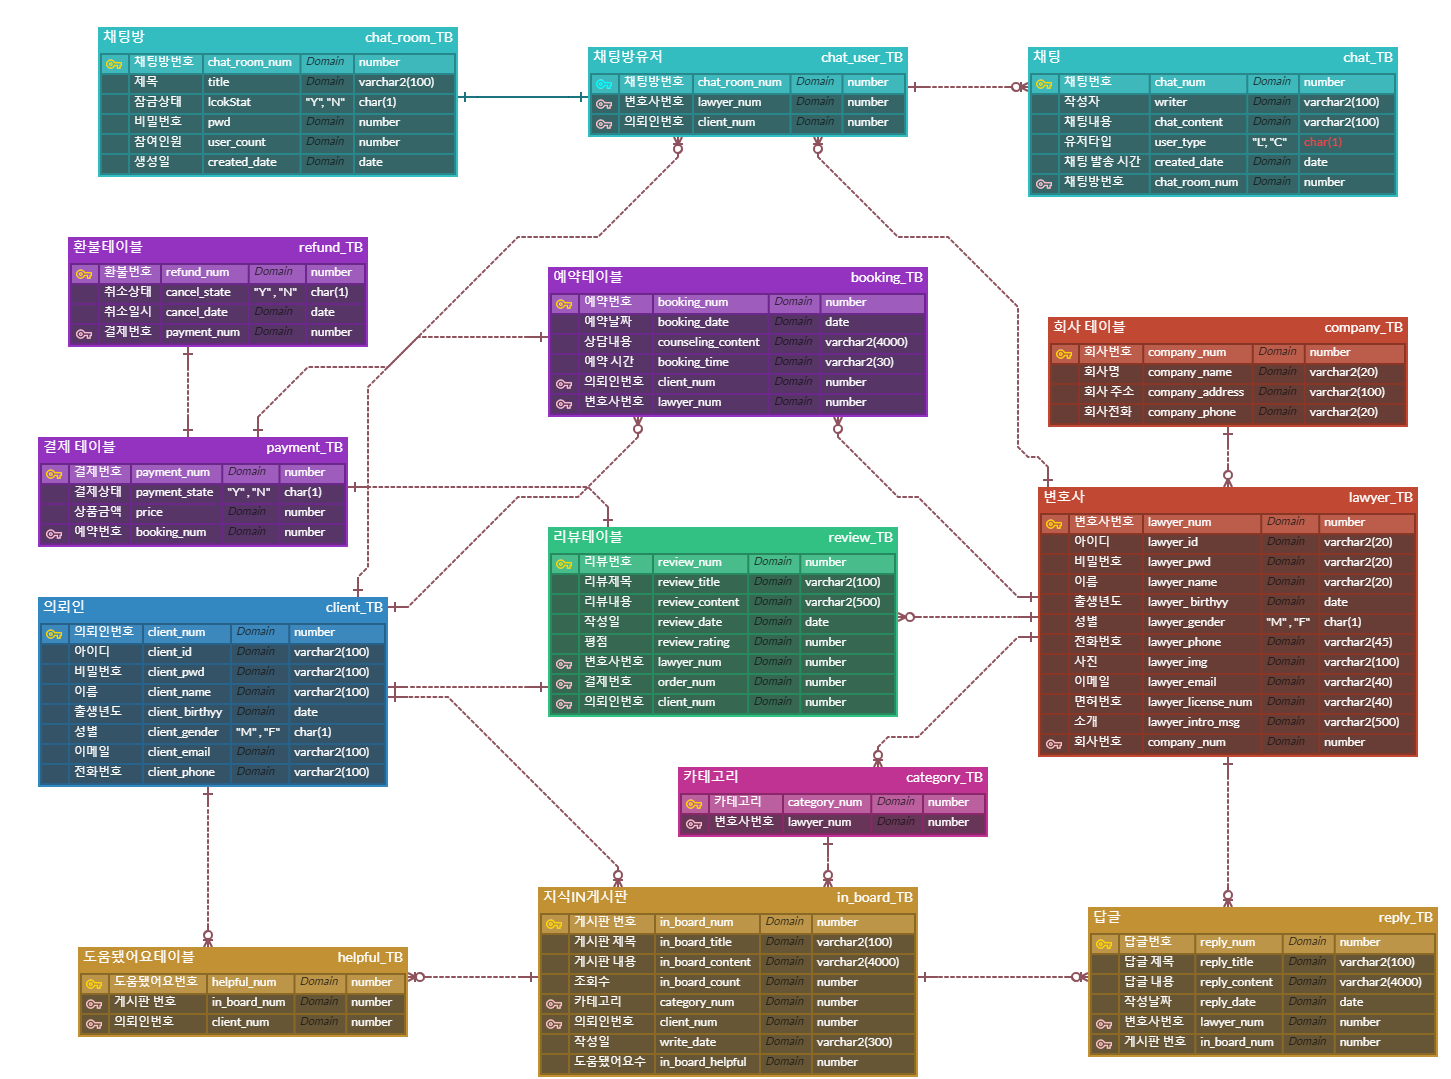 채팅방 chat_room_TB
채팅방번호 chat_room_num Domain number
제목 title Domain varchar2(100)
잠금상태 lcokStat "Y", "N" char(1)
비밀번호 pwd Domain number
참여인원 user_count Domain number
생성일 created_date Domain date
채팅방유저 chat_user_TB
채팅방번호 chat_room_num Domain number
변호사번호 lawyer_num Domain number
의뢰인번호 client_num Domain number
채팅 chat_TB
채팅번호 chat_num Domain number
작성자 writer Domain varchar2(100)
채팅내용 chat_content Domain varchar2(100)
유저타입 user_type "L", "C" char(1)
채팅 발송 시간 created_date Domain date
채팅방번호 chat_room_num Domain number
환불테이블 refund_TB
환불번호 refund_num Domain number
취소상태 cancel_state "Y" , "N" char(1)
취소일시 cancel_date Domain date
결제번호 payment_num Domain number
예약테이블 booking_TB
예약번호 booking_num Domain number
예약날짜 booking_date Domain date
상담내용 counseling_content Domain varchar2(4000)
예약 시간 booking_time Domain varchar2(30)
의뢰인번호 client_num Domain number
변호사번호 lawyer_num Domain number
회사 테이블 company_TB
회사번호 company_num Domain number
회사명 company_name Domain varchar2(20)
회사 주소 company_address Domain varchar2(100)
회사전화 company_phone Domain varchar2(20)
결제 테이블 payment_TB
결제번호 payment_num Domain number
결제상태 payment_state "Y" , "N" char(1)
상품금액 price Domain number
예약번호 booking_num Domain number
변호사 lawyer_TB
변호사번호 lawyer_num Domain number
아이디 lawyer_id Domain varchar2(20)
비밀번호 lawyer_pwd Domain varchar2(20)
이름 lawyer_name Domain varchar2(20)
출생년도 lawyer_ birthyy Domain date
성별 lawyer_gender "M" , "F" char(1)
전화번호 lawyer_phone Domain varchar2(45)
사진 lawyer_img Domain varchar2(100)
이메일 lawyer_email Domain varchar2(40)
면허번호 lawyer_license_num Domain varchar2(40)
소개 lawyer_intro_msg Domain varchar2(500)
회사번호 company_num Domain number
리뷰테이블 review_TB
리뷰번호 review_num Domain number
리뷰제목 review_title Domain varchar2(100)
리뷰내용 review_content Domain varchar2(500)
작성일 review_date Domain date
평점 review_rating Domain number
변호사번호 lawyer_num Domain number
결제번호 order_num Domain number
의뢰인번호 client_num Domain number
의뢰인 client_TB
의뢰인번호 client_num Domain number
아이디 client_id Domain varchar2(100)
비밀번호 client_pwd Domain varchar2(100)
이름 client_name Domain varchar2(100)
출생년도 client_birthyy Domain date
성별 client_gender "M" , "F" char(1)
이메일 client_email Domain varchar2(100)
전화번호 client_phone Domain varchar2(100)
카테고리 category_TB
카테고리 category_num Domain number
변호사번호 lawyer_num Domain number
지식IN게시판 in_board_TB
게시판 번호 in_board_num Domain number
게시판 제목 in_board_title Domain varchar2(100)
게시판 내용 in_board_content Domain varchar2(4000)
조회수 in_board_count Domain number
카테고리 category_num Domain number
의뢰인번호 client_num Domain number
작성일 write_date Domain varchar2(300)
도움됐어요수 in_board_helpful Domain number
답글 reply_TB
답글번호 reply_num Domain number
답글 제목 reply_title Domain varchar2(100)
답글 내용 reply_content Domain varchar2(4000)
작성날짜 reply_date Domain date
변호사번호 lawyer_num Domain number
게시판 번호 in_board_num Domain number
도움됐어요테이블 helpful_TB
도움됐어요번호 helpful_num Domain number
게시판 번호 in_board_num Domain number
의뢰인번호 client_num Domain number